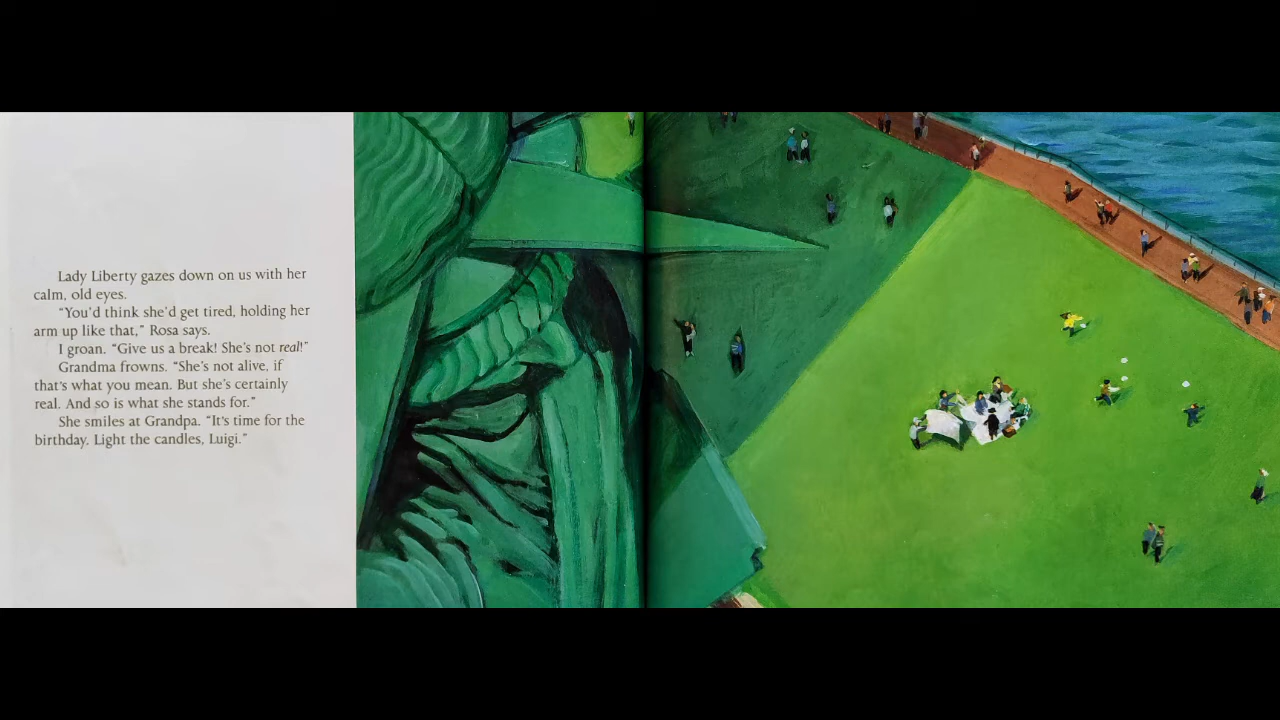 Lady Liberty gazes down on us with her
calm, old eyes.
“You'd think she'd get tired, holding her
arm up like that,” Rosa says.
I groan. “Give us a break! She's not real!”
Grandma frowns. “She's not alive, if
that's what you mean. But she's certainly
real. And so is what she stands for.”
She smiles at Grandpa. “It's time for the
birthday. Light the candles, Luigi.”